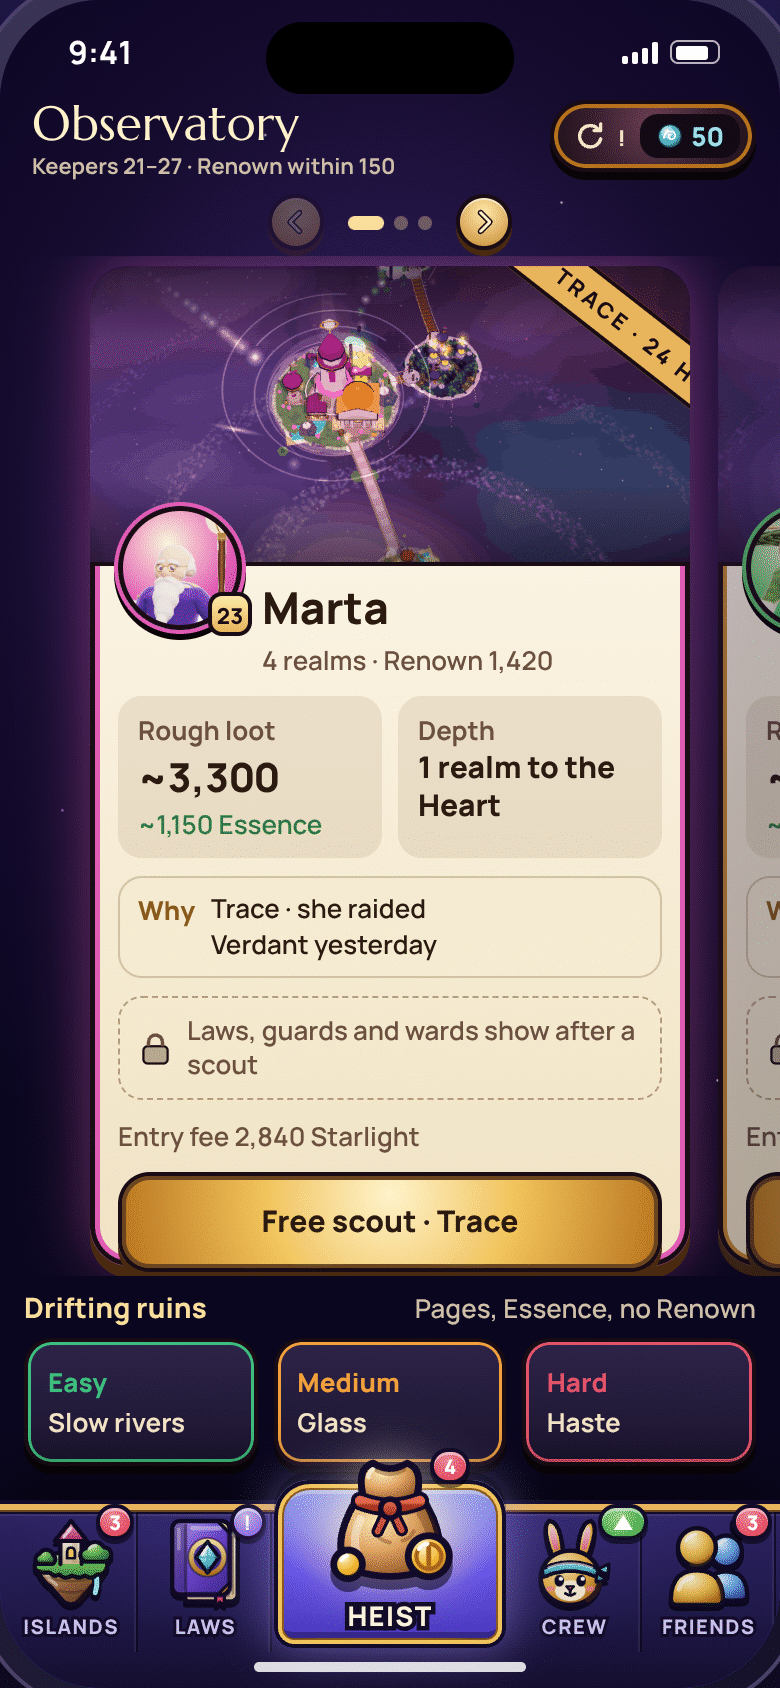 9:41
Observatory
Keepers 21–27 · Renown within 150
! 50
TRACE · 24 H
Marta
23
4 realms · Renown 1,420
Rough loot
~3,300
~1,150 Essence
Depth
1 realm to the
Heart
Why Trace · she raided
Verdant yesterday
Laws, guards and wards show after a
scout
Entry fee 2,840 Starlight
Free scout · Trace
Drifting ruins
Pages, Essence, no Renown
Easy
Slow rivers
Medium
Glass
Hard
Haste
3
ISLANDS
!
LAWS
4
HEIST
CREW
3
FRIENDS